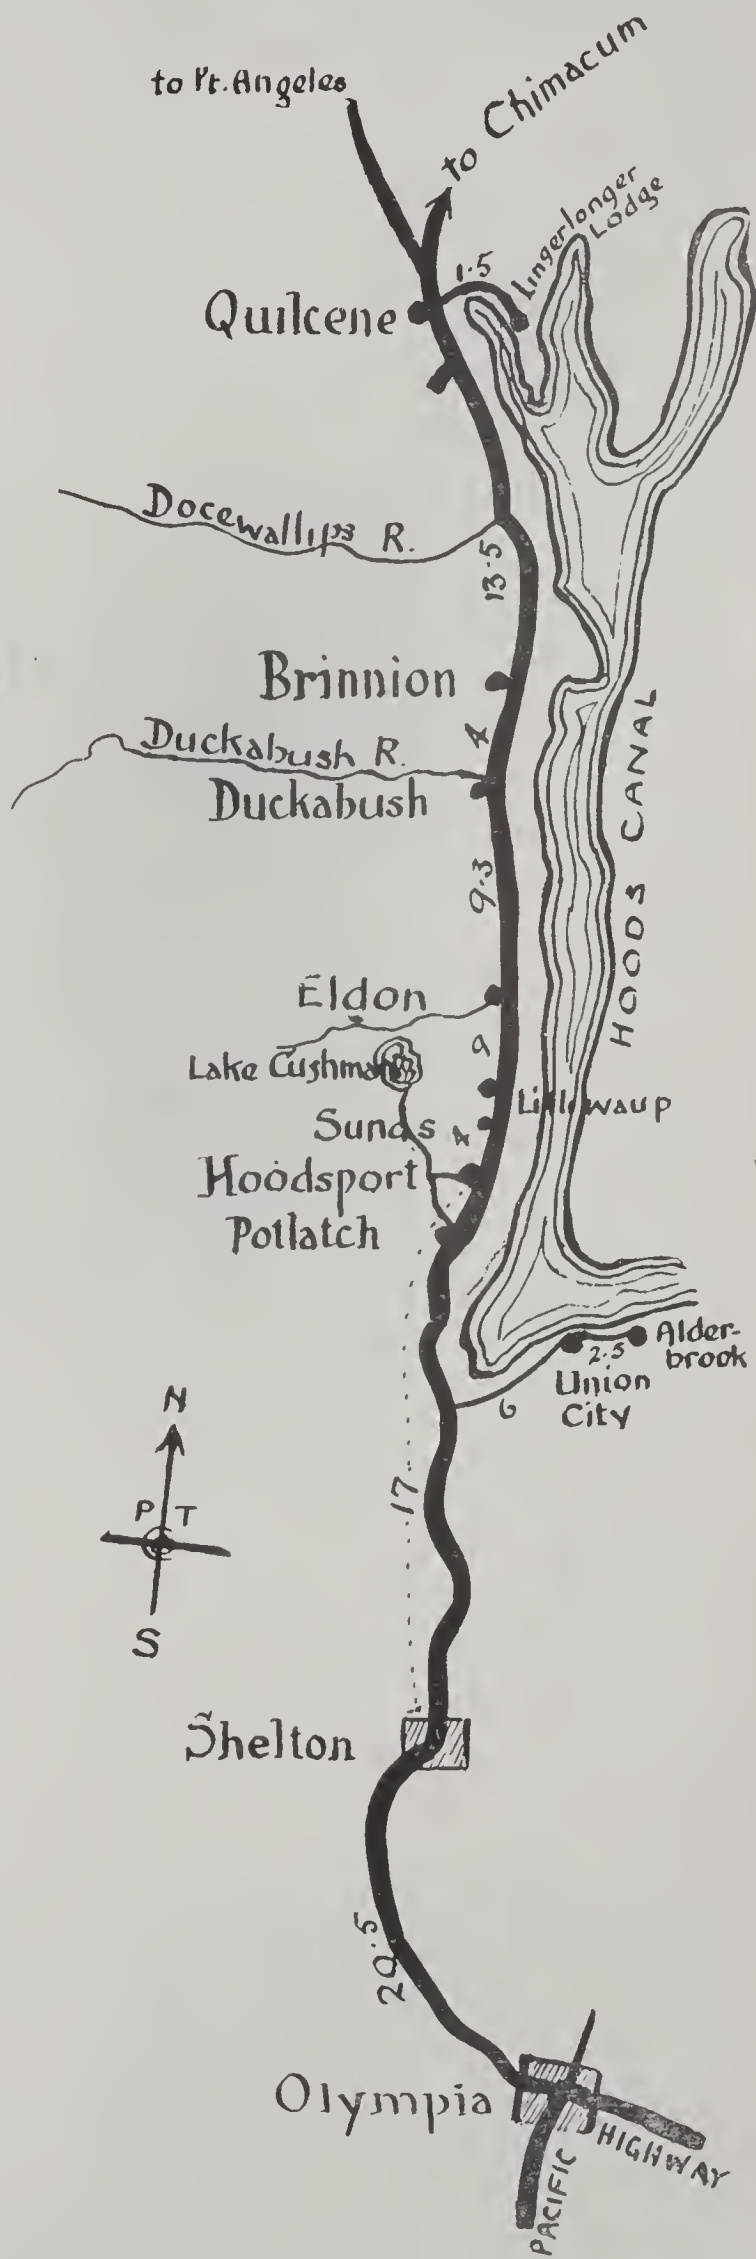 to Pt. Angeles
to Chimacum
Lingerlonger
Lodge
1.5
Quilcene
Docewallips R.
13.5
Brinnion
4
Duckabush R.
Duckabush
9.3
HOODS CANAL
Eldon
9
Lake Cushman
Lillowaup
Sunds
4
Hoodsport
Potlatch
Alder-
brook
2.5
Union
City
6
N
P T
S
17
Shelton
20.5
Olympia
PACIFIC
HIGHWAY